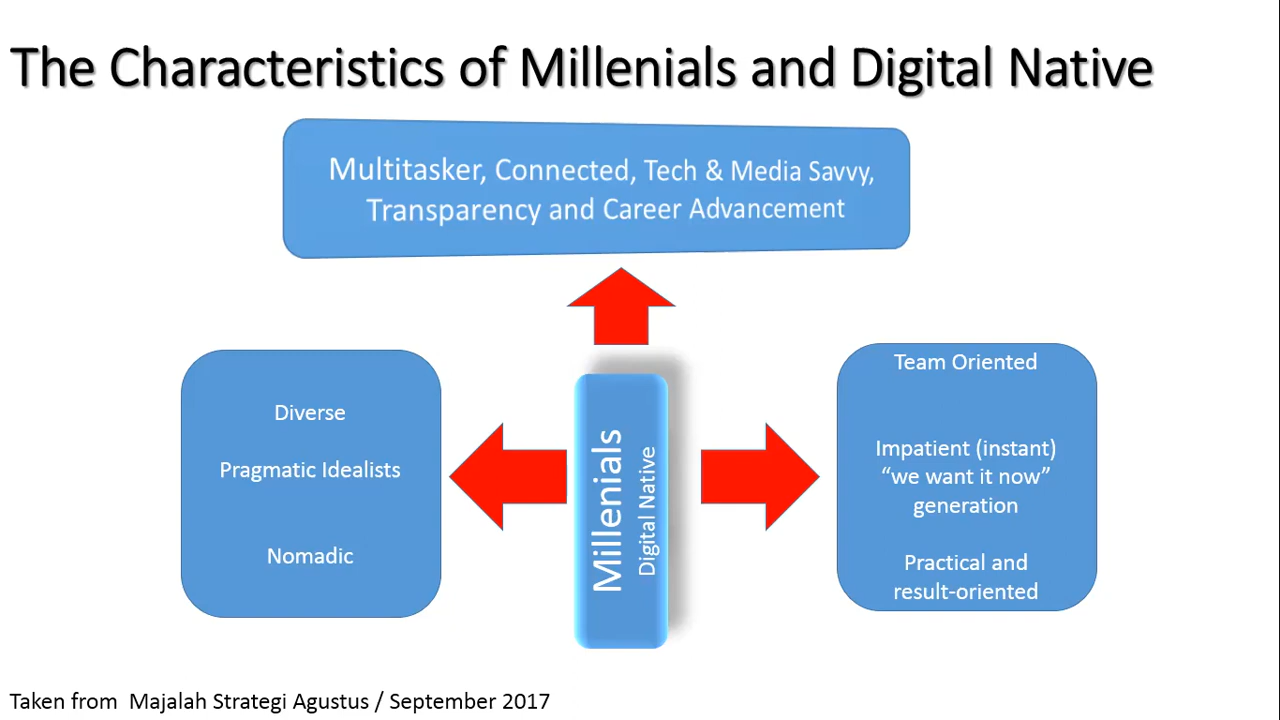 The Characteristics of Millenials and Digital Native
Multitasker, Connected, Tech & Media Savvy,
Transparency and Career Advancement
Diverse
Pragmatic Idealists
Nomadic
Millenials
Digital Native
Team Oriented
Impatient (instant)
“we want it now”
generation
Practical and
result-oriented
Taken from  Majalah Strategi Agustus / September 2017